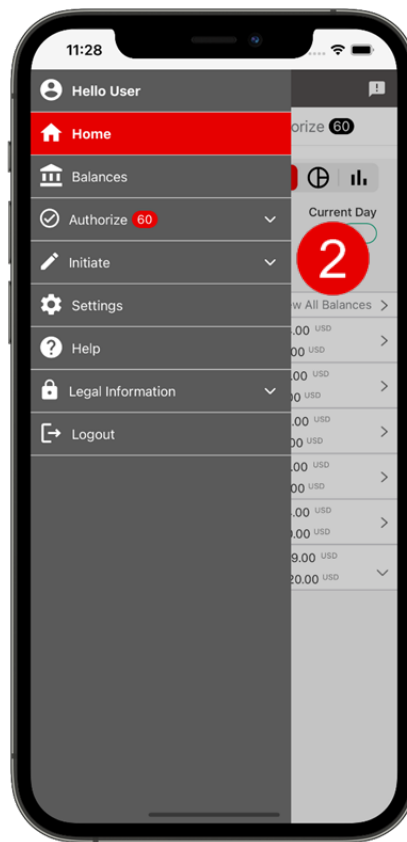 11:28
Hello User
Home
orize 60
Balances
Authorize 60
Current Day
Initiate
2
Settings
w All Balances
.00 USD
Help
00 USD
.00 USD
Legal Information
00 USD
.00 USD
Logout
00 USD
.00 USD
00 USD
.00 USD
0.00 USD
9.00 USD
20.00 USD